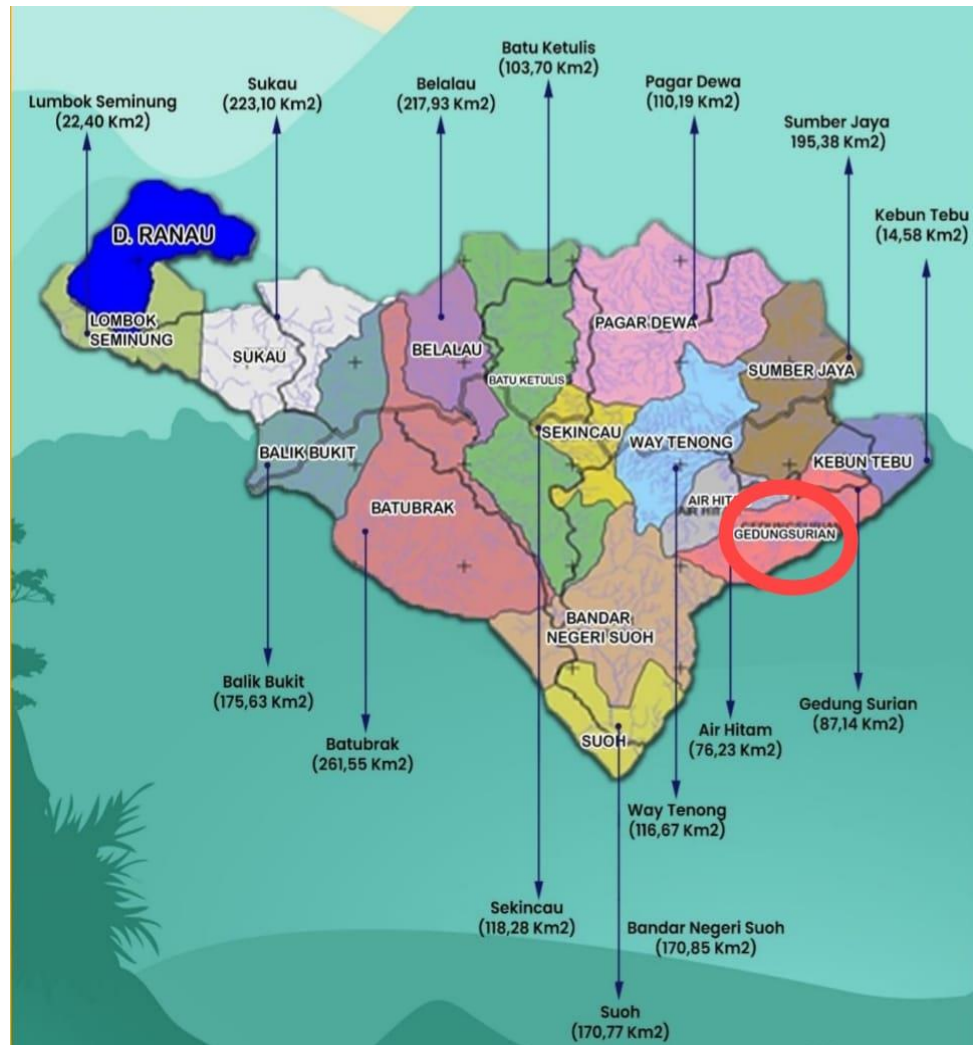 Batu Ketulis
(103,70 Km2)
Sukau
(223,10 Km2)
Belalau
(217,93 Km2)
Pagar Dewa
(110,19 Km2)
Lumbok Seminung
(22,40 Km2)
Sumber Jaya
195,38 Km2)
Kebun Tebu
(14,58 Km2)
D. RANAU
LOMBOK
SEMINUNG
SUKAU
BELALAU
BATU KETULIS
PAGAR DEWA
SUMBER JAYA
SEKINCAU
WAY TENONG
BALIK BUKIT
KEBUN TEBU
BATUBRAK
AIR HITAM
AIR HITAM
GEDUNGSURIAN
GEDUNGSURIAN
BANDAR
NEGERI SUOH
SUOH
Balik Bukit
(175,63 Km2)
Batubrak
(261,55 Km2)
Gedung Surian
(87,14 Km2)
Air Hitam
(76,23 Km2)
Way Tenong
(116,67 Km2)
Sekincau
(118,28 Km2)
Bandar Negeri Suoh
(170,85 Km2)
Suoh
(170,77 Km2)